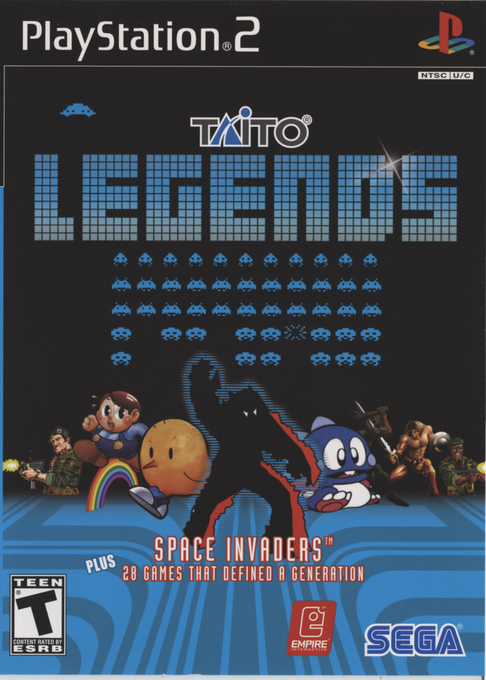 PlayStation®2
NTSC U/C
TAITO®
LEGENDS
SPACE INVADERS™
PLUS
28 GAMES THAT DEFINED A GENERATION
TEEN
T®
CONTENT RATED BY
ESRB
EMPIRE
INTERACTIVE
SEGA®